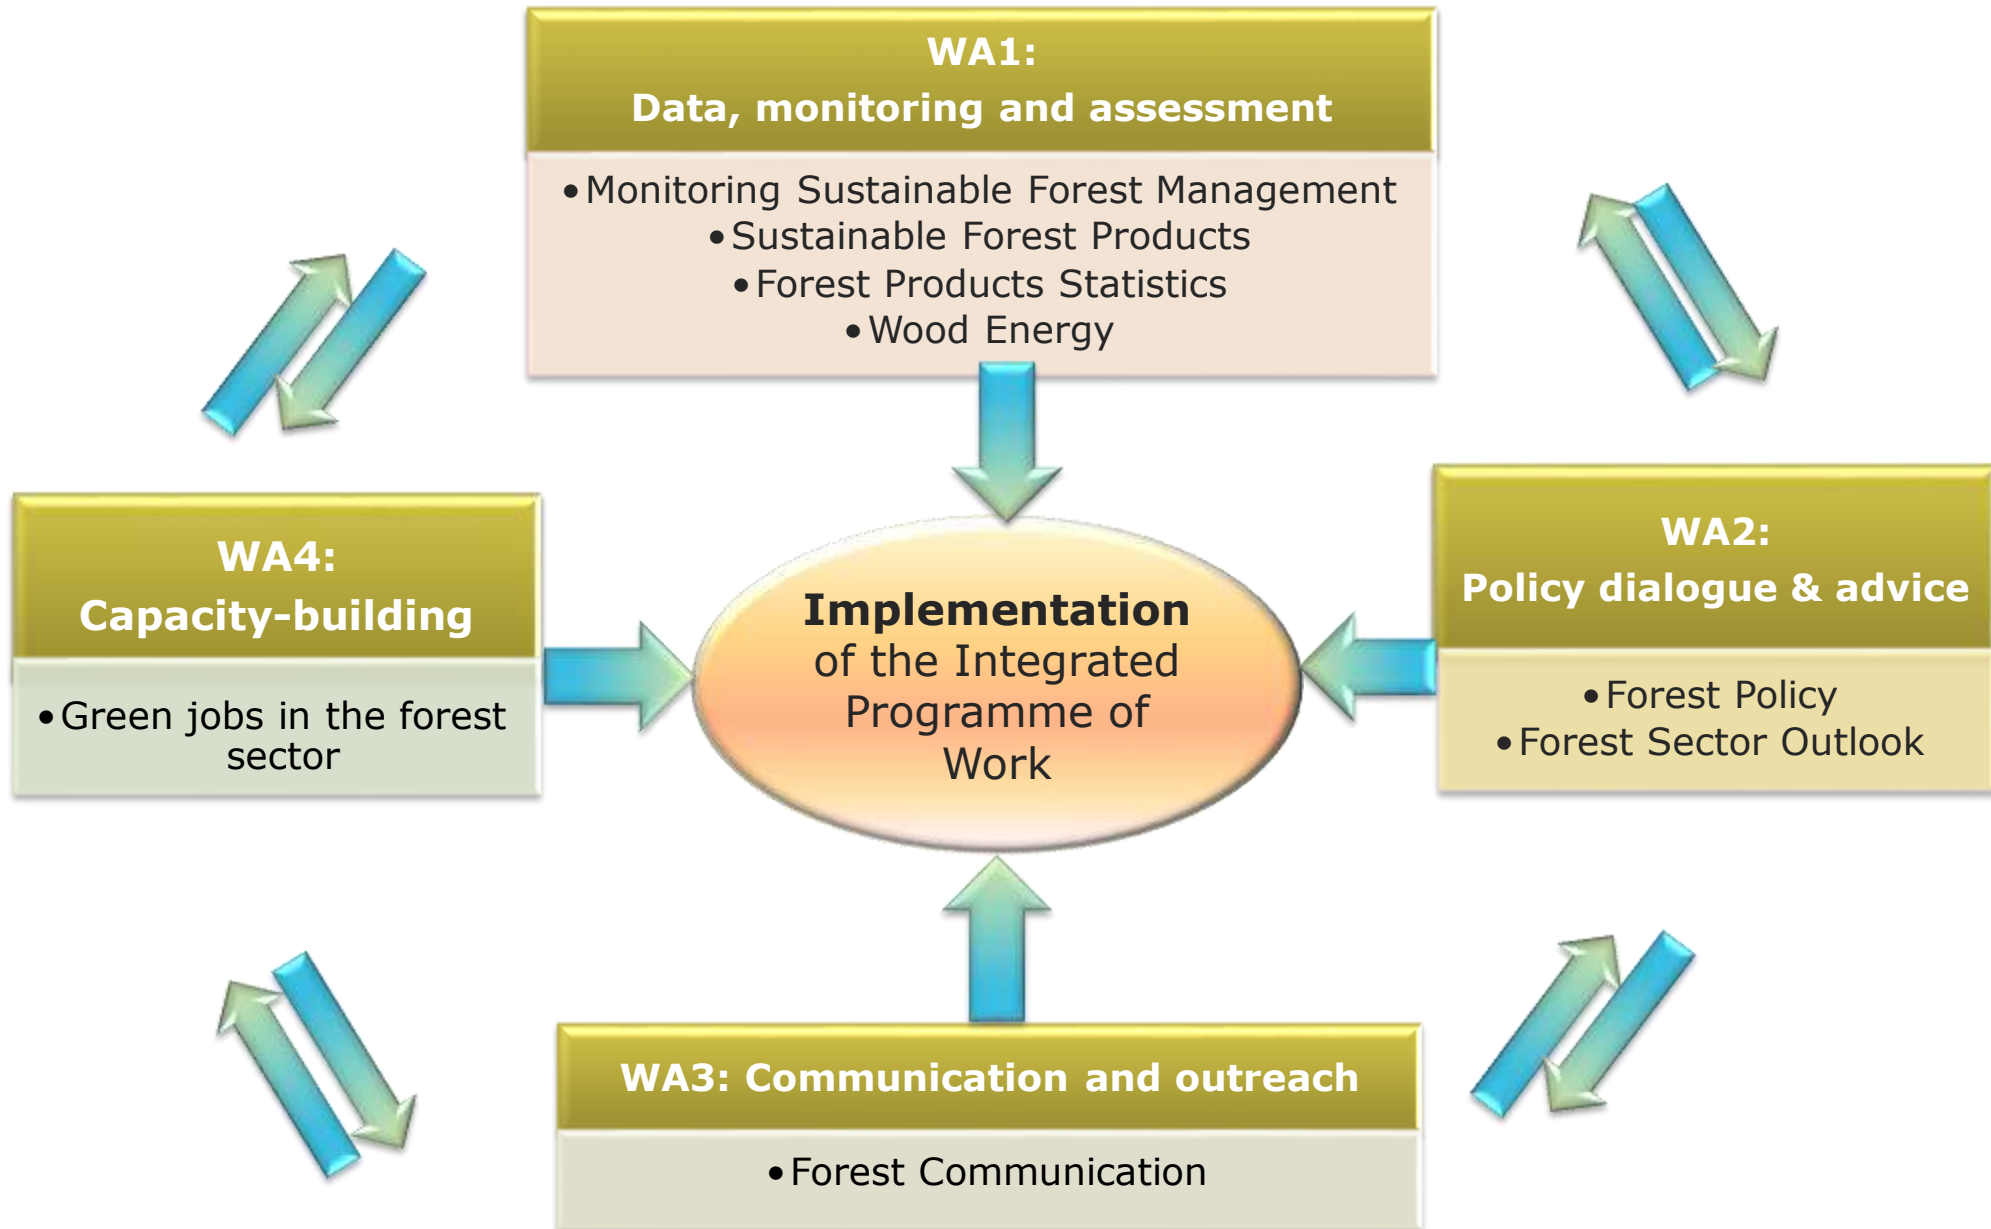 WA1:
Data, monitoring and assessment
•Monitoring Sustainable Forest Management
•Sustainable Forest Products
•Forest Products Statistics
•Wood Energy
WA4:
Capacity-building
•Green jobs in the forest
sector
Implementation
of the Integrated
Programme of
Work
WA2:
Policy dialogue & advice
•Forest Policy
•Forest Sector Outlook
WA3: Communication and outreach
•Forest Communication